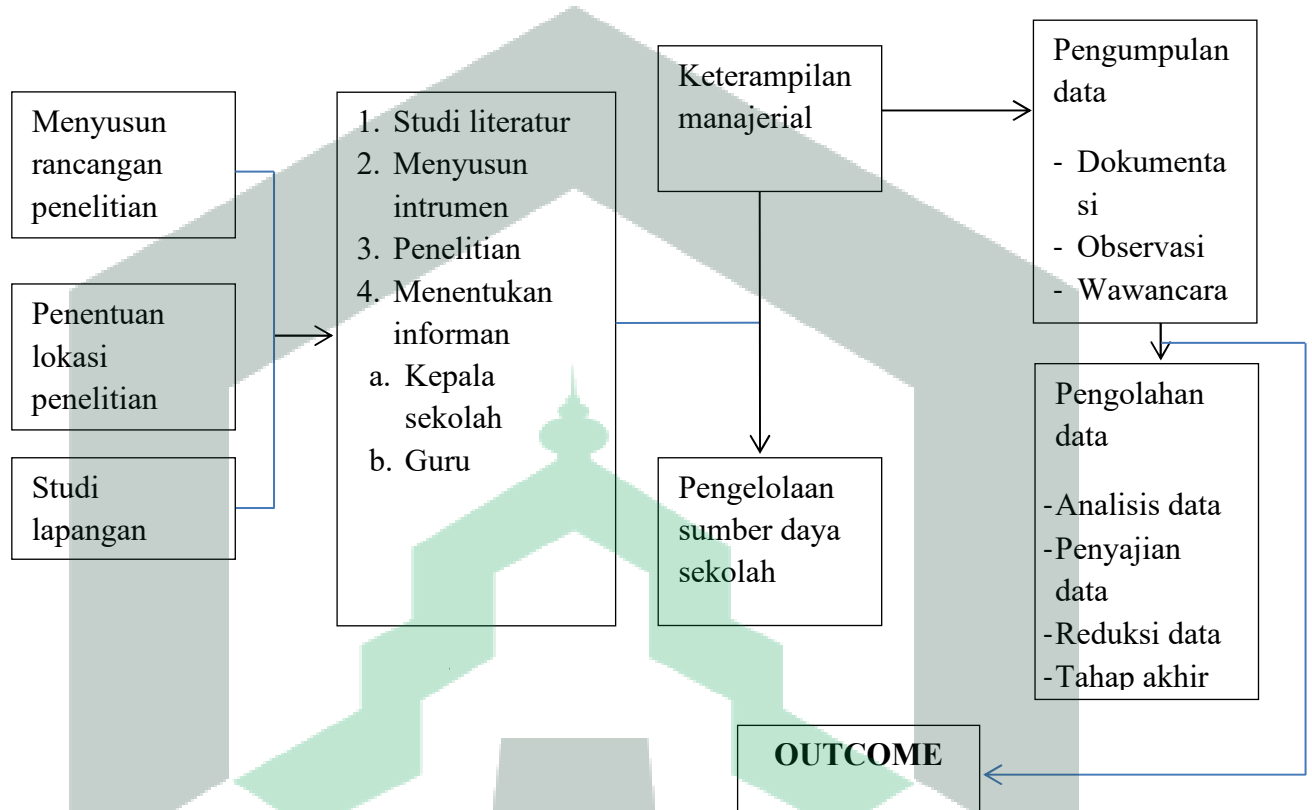 Menyusun
rancangan
penelitian
Penentuan
lokasi
penelitian
Studi
lapangan
1. Studi literatur
2. Menyusun
intrumen
3. Penelitian
4. Menentukan
informan
a. Kepala
sekolah
b. Guru
Keterampilan
manajerial
Pengelolaan
sumber daya
sekolah
Pengumpulan
data
- Dokumenta
si
- Observasi
- Wawancara
Pengolahan
data
-Analisis data
-Penyajian
data
-Reduksi data
-Tahap akhir
OUTCOME